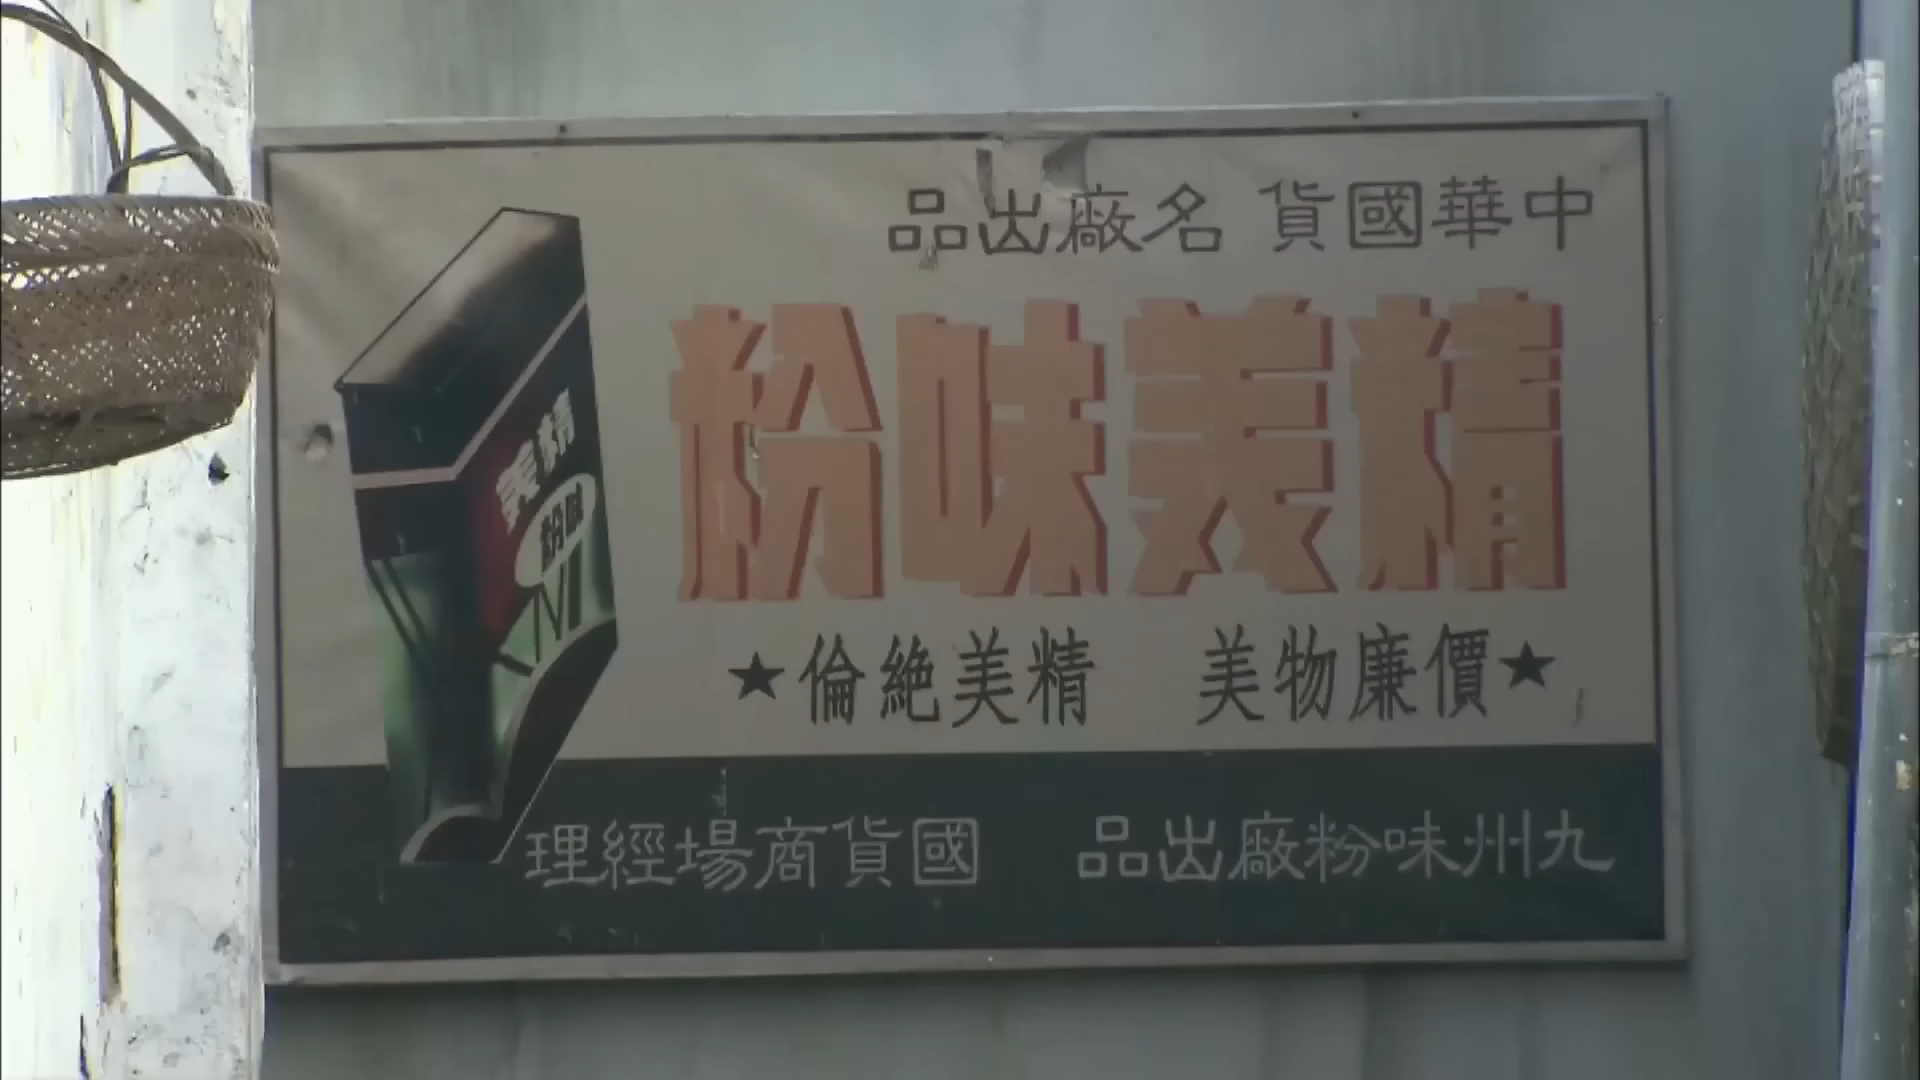 中華國貨 名廠出品
精美味粉
★價廉物美 精美絕倫★
九州味粉廠出品 國貨商場經理
精美
味粉